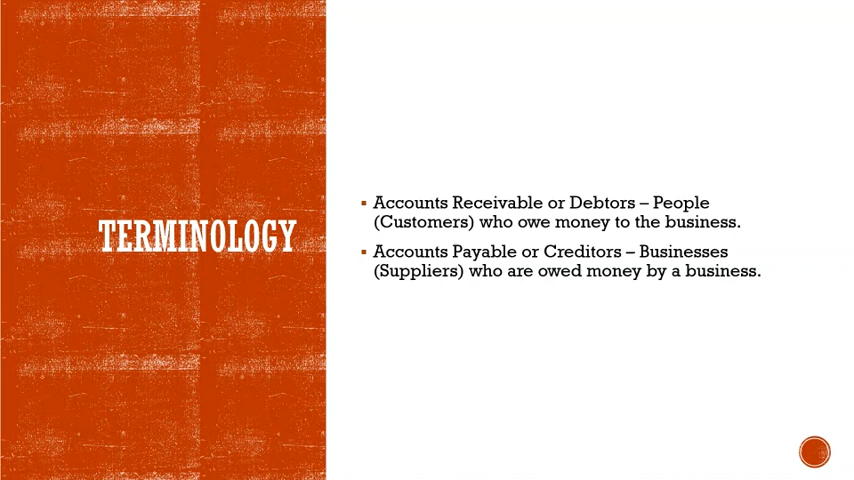 TERMINOLOGY
▪ Accounts Receivable or Debtors – People
(Customers) who owe money to the business.
▪ Accounts Payable or Creditors – Businesses
(Suppliers) who are owed money by a business.